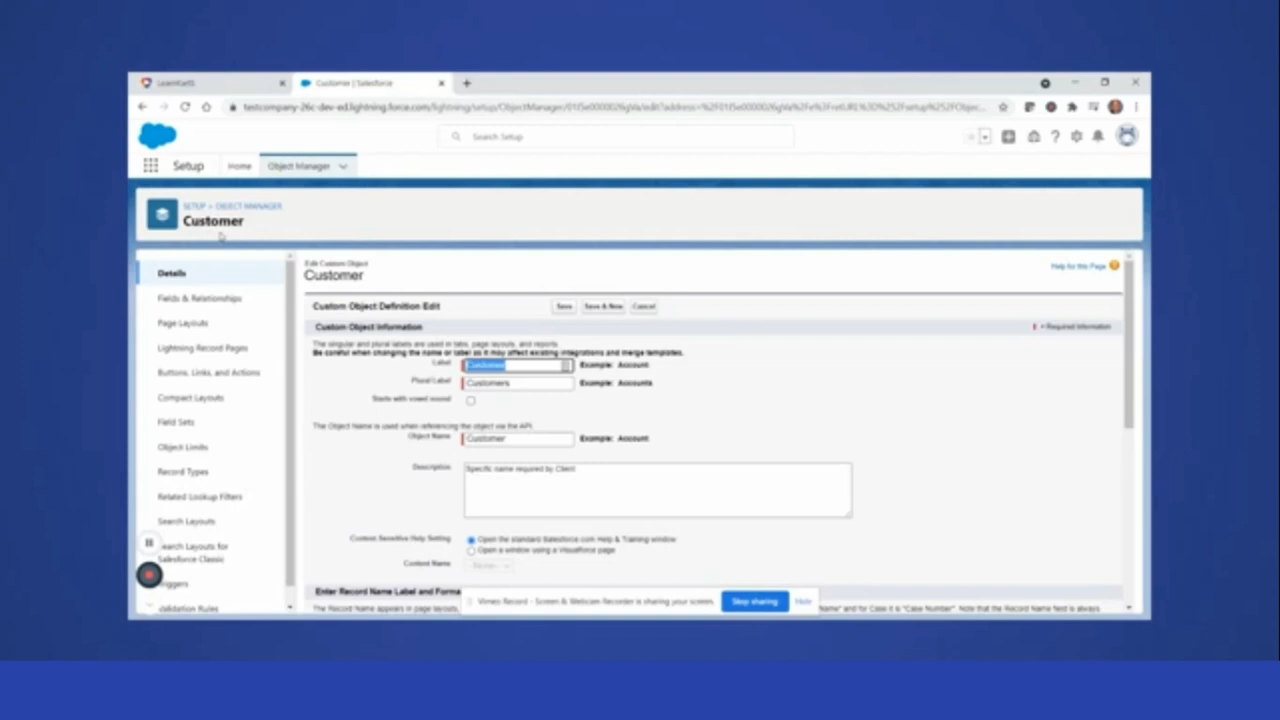 LearnKarts
Customer | Salesforce
testcompany-26c-dev-ed.lightning.force.com/lightning/setup/ObjectManager/
Search Setup
Setup
Home
Object Manager
SETUP > OBJECT MANAGER
Customer
Details
Fields & Relationships
Page Layouts
Lightning Record Pages
Buttons, Links, and Actions
Compact Layouts
Field Sets
Object Limits
Record Types
Related Lookup Filters
Search Layouts
Search Layouts for
Salesforce Classic
Triggers
Validation Rules
Edit Custom Object
Customer
Help for this Page
Custom Object Definition Edit
Save
Save & New
Cancel
Custom Object Information
= Required Information
The singular and plural labels are used in tabs, page layouts, and reports.
Be careful when changing the name or label as it may affect existing integrations and merge templates.
Label
Customer
Example: Account
Plural Label
Customers
Example: Accounts
Starts with vowel sound
The Object Name is used when referencing the object via the API.
Object Name
Customer
Example: Account
Description
Specific name required by Client
Context-Sensitive Help Setting
Open the standard Salesforce.com Help & Training window
Open a window using a Visualforce page
Content Name
--None--
Enter Record Name Label and Forma
The Record Name appears in page layouts,
Name" and for Case it is "Case Number". Note that the Record Name field is always
Vimeo Record - Screen & Webcam Recorder is sharing your screen.
Stop sharing
Hide